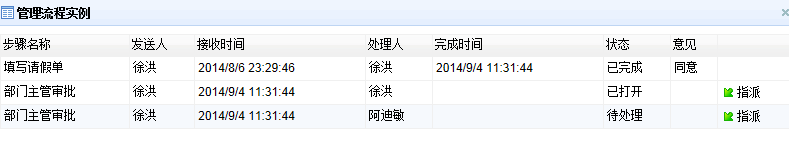 管理流程实例
步骤名称 发送人 接收时间 处理人 完成时间 状态 意见
填写请假单 徐洪 2014/8/6 23:29:46 徐洪 2014/9/4 11:31:44 已完成 同意
部门主管审批 徐洪 2014/9/4 11:31:44 徐洪 已打开 指派
部门主管审批 徐洪 2014/9/4 11:31:44 阿迪敏 待处理 指派